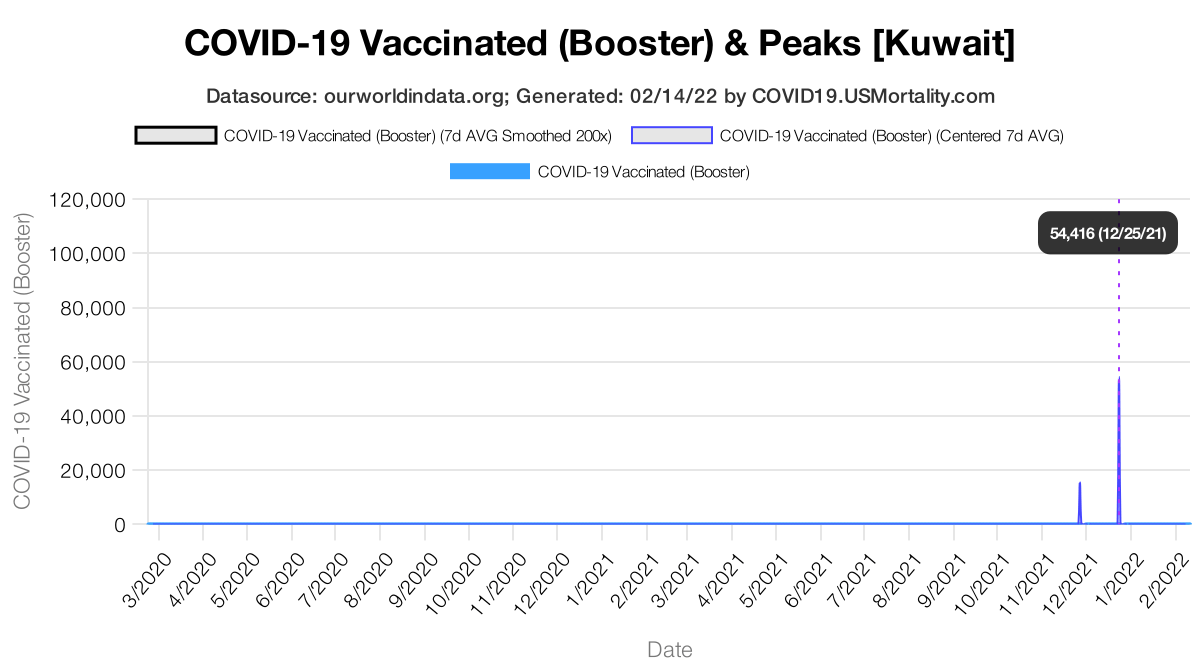 COVID-19 Vaccinated (Booster) & Peaks [Kuwait]
Datasource: ourworldindata.org; Generated: 02/14/22 by COVID19.USMortality.com
COVID-19 Vaccinated (Booster) (7d AVG Smoothed 200x) COVID-19 Vaccinated (Booster) (Centered 7d AVG)
COVID-19 Vaccinated (Booster)
COVID-19 Vaccinated (Booster)
120,000
100,000
80,000
60,000
40,000
20,000
0
54,416 (12/25/21)
3/2020 4/2020 5/2020 6/2020 7/2020 8/2020 9/2020 10/2020 11/2020 12/2020 1/2021 2/2021 3/2021 4/2021 5/2021 6/2021 7/2021 8/2021 9/2021 10/2021 11/2021 12/2021 1/2022 2/2022
Date